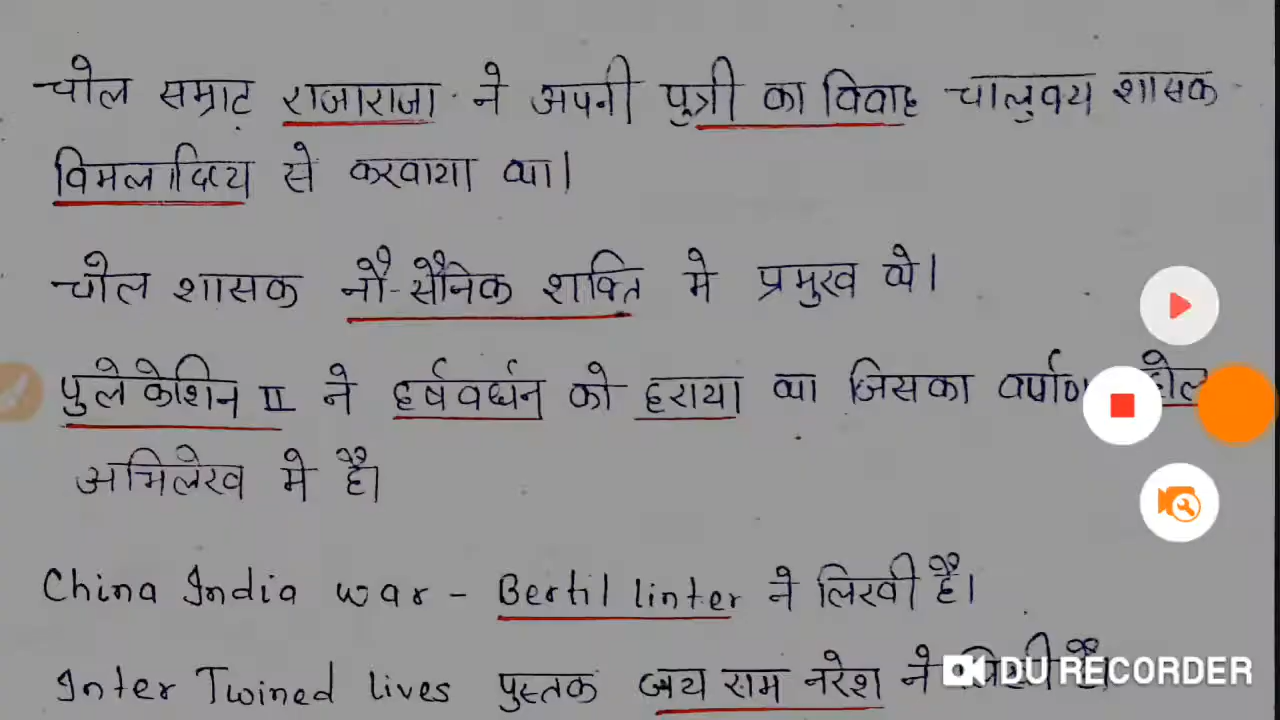 चोल सम्राट राजाराजा ने अपनी पुत्री का विवाह चालुक्य शासक
विमलादित्य से करवाया था।
चोल शासक नौ-सैनिक शक्ति मे प्रमुख थे।
पुलेकेशिन II ने हर्षवर्धन को हराया था जिसका वर्णण
अभिलेख मे है।
China India war - Bertil linter ने लिखी है।
Inter Twined lives पुस्तक जय राम नरेश ने
DU RECORDER